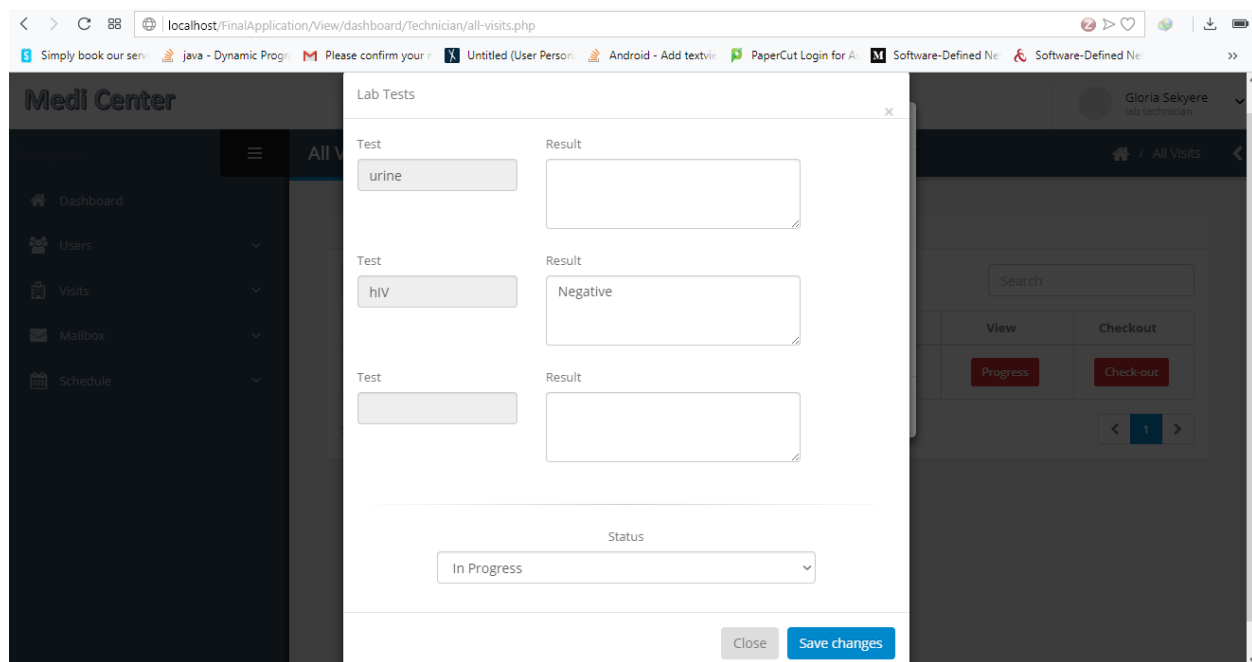 localhost/FinalApplication/View/dashboard/Technician/all-visits.php
Simply book our serv java - Dynamic Progra Please confirm your r Untitled (User Person Android - Add textvie PaperCut Login for A Software-Defined Ne Software-Defined Ne
Medi Center
Gloria Sekyere
lab technician
All V
/ All Visits
Dashboard
Users
Visits
Mailbox
Schedule
Lab Tests
×
Test Result
urine
Test Result
hIV Negative
Test Result
Status
In Progress
Close Save changes
Search
View Checkout
Progress Check-out
1